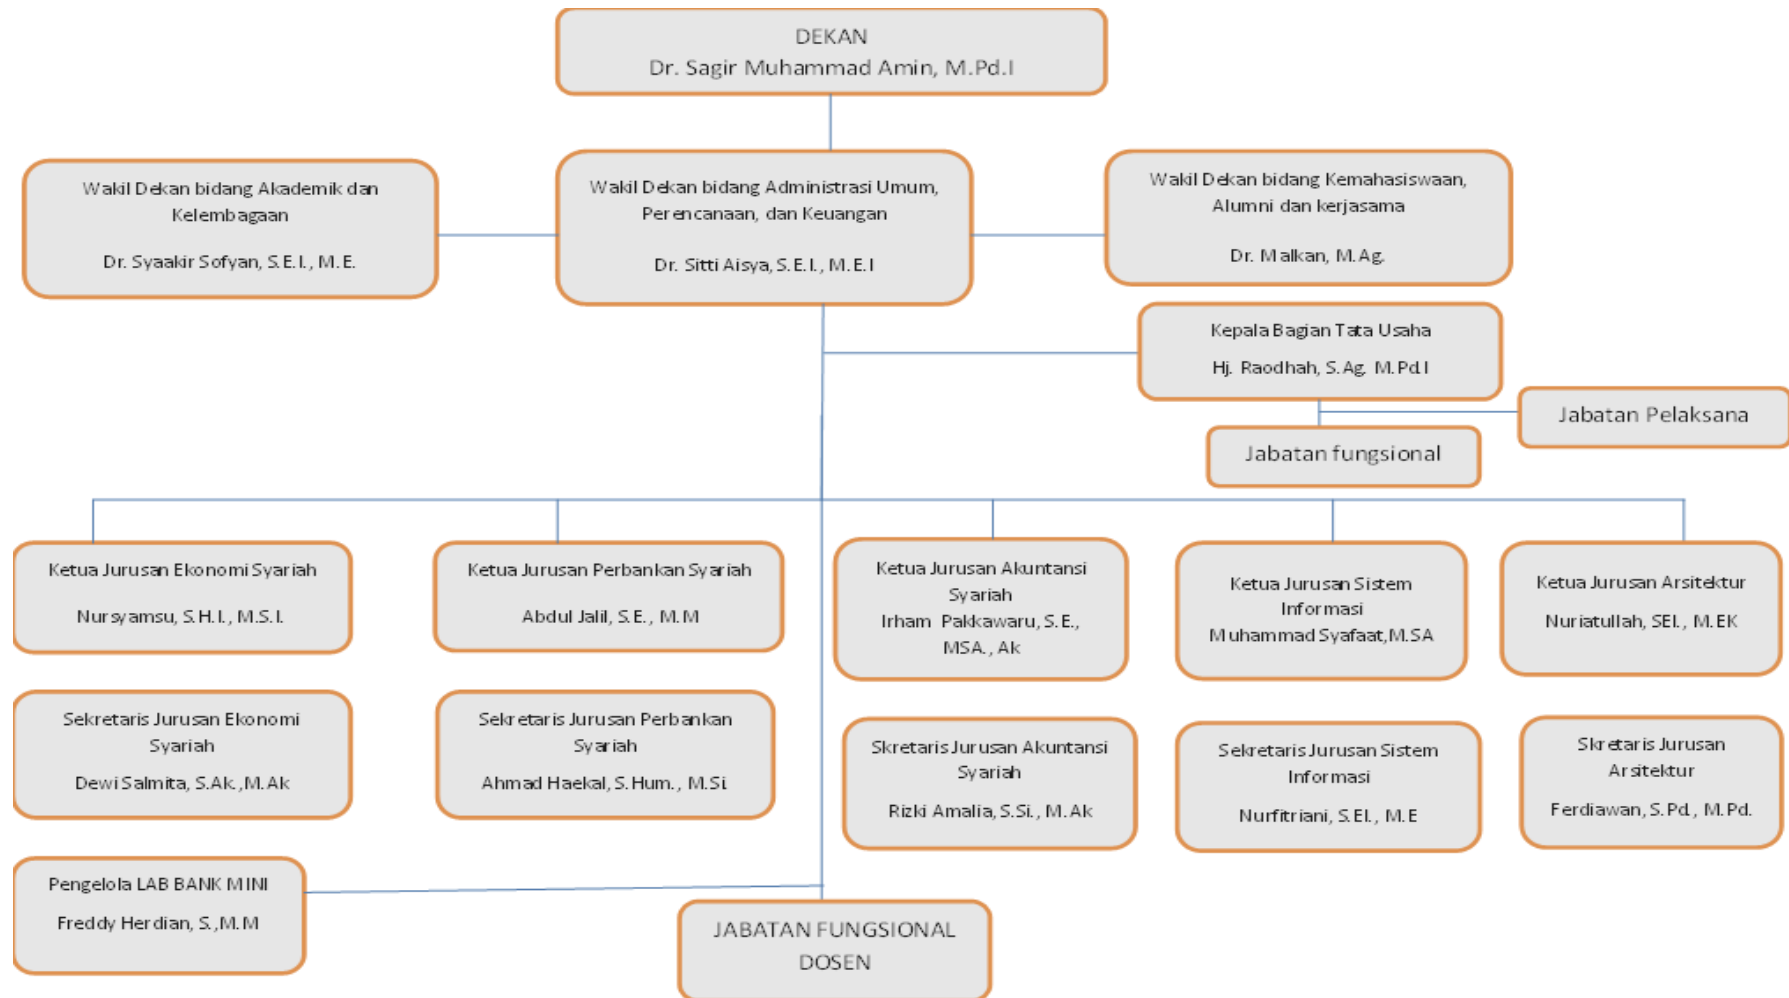 DEKAN
Dr. Sagir Muhammad Amin, M.Pd.I
Wakil Dekan bidang Akademik dan
Kelembagaan
Dr. Syaakir Sofyan, S.E.I., M.E.
Wakil Dekan bidang Administrasi Umum,
Perencanaan, dan Keuangan
Dr. Sitti Aisya, S.E.I., M.E.I
Wakil Dekan bidang Kemahasiswaan,
Alumni dan kerjasama
Dr. Malkan, M.Ag.
Kepala Bagian Tata Usaha
Hj. Raodhah, S.Ag. M.Pd.I
Jabatan Pelaksana
Jabatan fungsional
Ketua Jurusan Ekonomi Syariah
Nursyamsu, S.H.I., M.S.I.
Ketua Jurusan Perbankan Syariah
Abdul Jalil, S.E., M.M
Ketua Jurusan Akuntansi
Syariah
Irham Pakkawaru, S.E.,
MSA., Ak
Ketua Jurusan Sistem
Informasi
Muhammad Syafaat,M.SA
Ketua Jurusan Arsitektur
Nuriatullah, SEI., M.EK
Sekretaris Jurusan Ekonomi
Syariah
Dewi Salmita, S.Ak.,M.Ak
Sekretaris Jurusan Perbankan
Syariah
Ahmad Haekal, S.Hum., M.Si.
Skretaris Jurusan Akuntansi
Syariah
Rizki Amalia, S.Si., M.Ak
Sekretaris Jurusan Sistem
Informasi
Nurfitriani, S.EI., M.E
Skretaris Jurusan
Arsitektur
Ferdiawan, S.Pd., M.Pd.
Pengelola LAB BANK MINI
Freddy Herdian, S.,M.M
JABATAN FUNGSIONAL
DOSEN